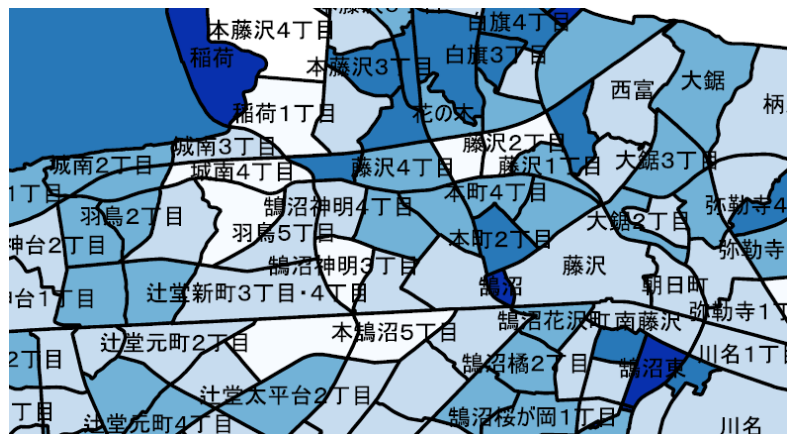 本藤沢5丁目
本藤沢4丁目
白旗4丁目
稲荷
本藤沢3丁目
白旗3丁目
西富
大鋸
柄
稲荷1丁目
花の木
城南3丁目
藤沢2丁目
城南2丁目
城南4丁目
藤沢4丁目
藤沢1丁目
大鋸3丁目
1丁目
羽鳥2丁目
鵠沼神明4丁目
本町4丁目
大鋸2丁目
弥勒寺4
神台2丁目
羽鳥5丁目
本町2丁目
弥勒寺
鵠沼神明3丁目
藤沢
神台1丁目
辻堂新町3丁目・4丁目
鵠沼
朝日町
本鵠沼5丁目
鵠沼花沢町
南藤沢
弥勒寺1丁
2丁目
辻堂元町2丁目
鵠沼橘2丁目
鵠沼東
川名1丁目
辻堂太平台2丁目
丁目
辻堂元町4丁目
鵠沼桜が岡1丁目
川名